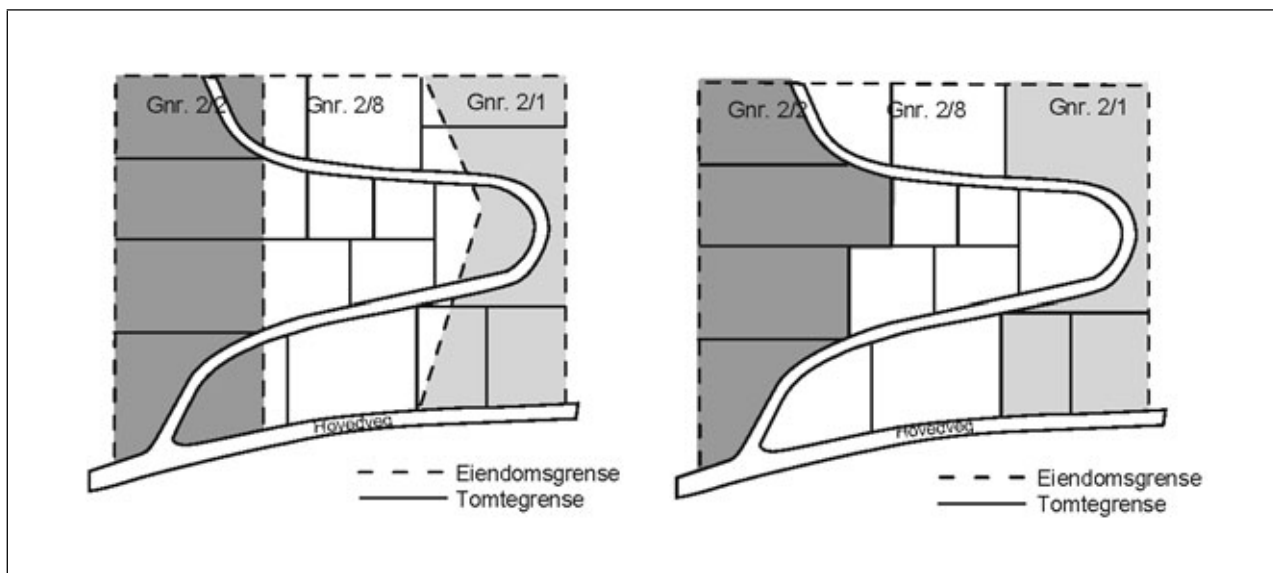 Gnr. 2/2 Gnr. 2/8 Gnr. 2/1
Hovedveg
Eiendomsgrense
Tomtegrense
Gnr. 2/2 Gnr. 2/8 Gnr. 2/1
Hovedveg
Eiendomsgrense
Tomtegrense